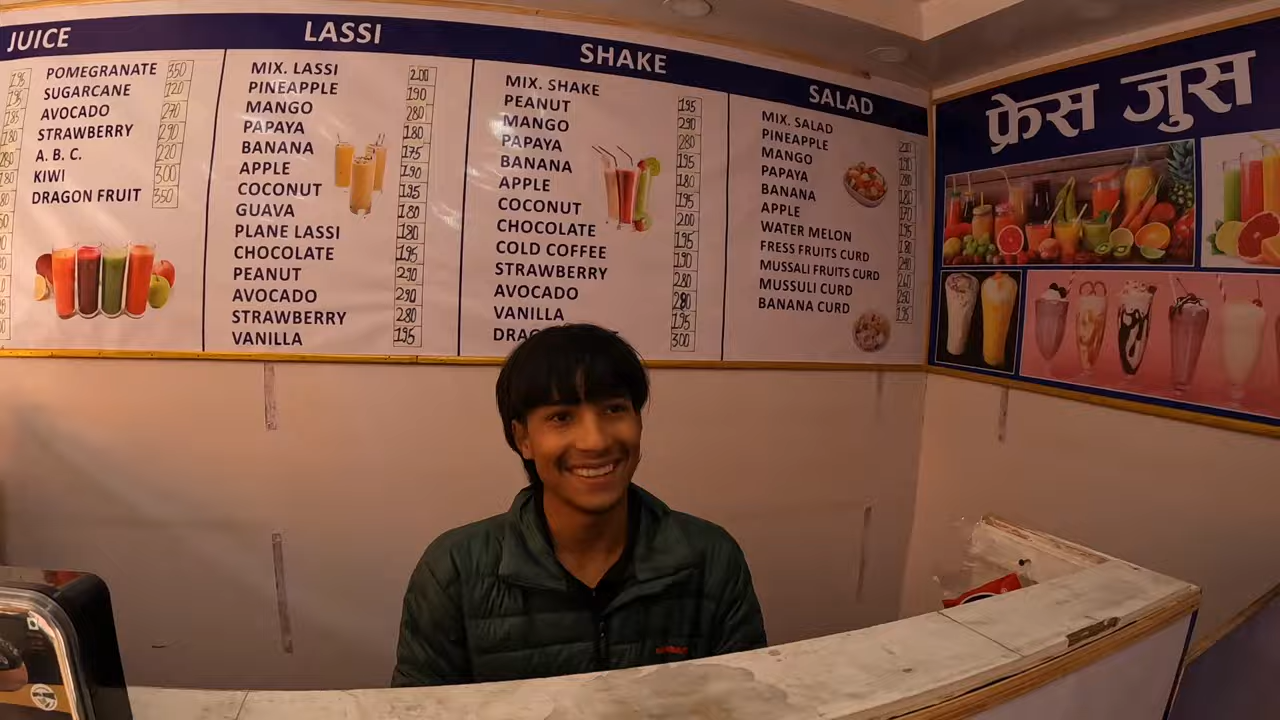 JUICE
POMEGRANATE 350
SUGARCANE 120
AVOCADO 270
STRAWBERRY 290
A. B. C. 220
KIWI 300
DRAGON FRUIT 350
LASSI
MIX. LASSI 200
PINEAPPLE 190
MANGO 280
PAPAYA 180
BANANA 175
APPLE 190
COCONUT 195
GUAVA 180
PLANE LASSI 180
CHOCOLATE 195
PEANUT 290
AVOCADO 290
STRAWBERRY 280
VANILLA 195
SHAKE
MIX. SHAKE 195
PEANUT 290
MANGO 280
PAPAYA 195
BANANA 180
APPLE 195
COCONUT 200
CHOCOLATE 195
COLD COFFEE 190
STRAWBERRY 280
AVOCADO 280
VANILLA 195
DRAG 300
SALAD
MIX. SALAD
PINEAPPLE
MANGO
PAPAYA
BANANA
APPLE
WATER MELON
FRESS FRUITS CURD
MUSSALI FRUITS CURD
MUSSULI CURD
BANANA CURD
फ्रेस जुस